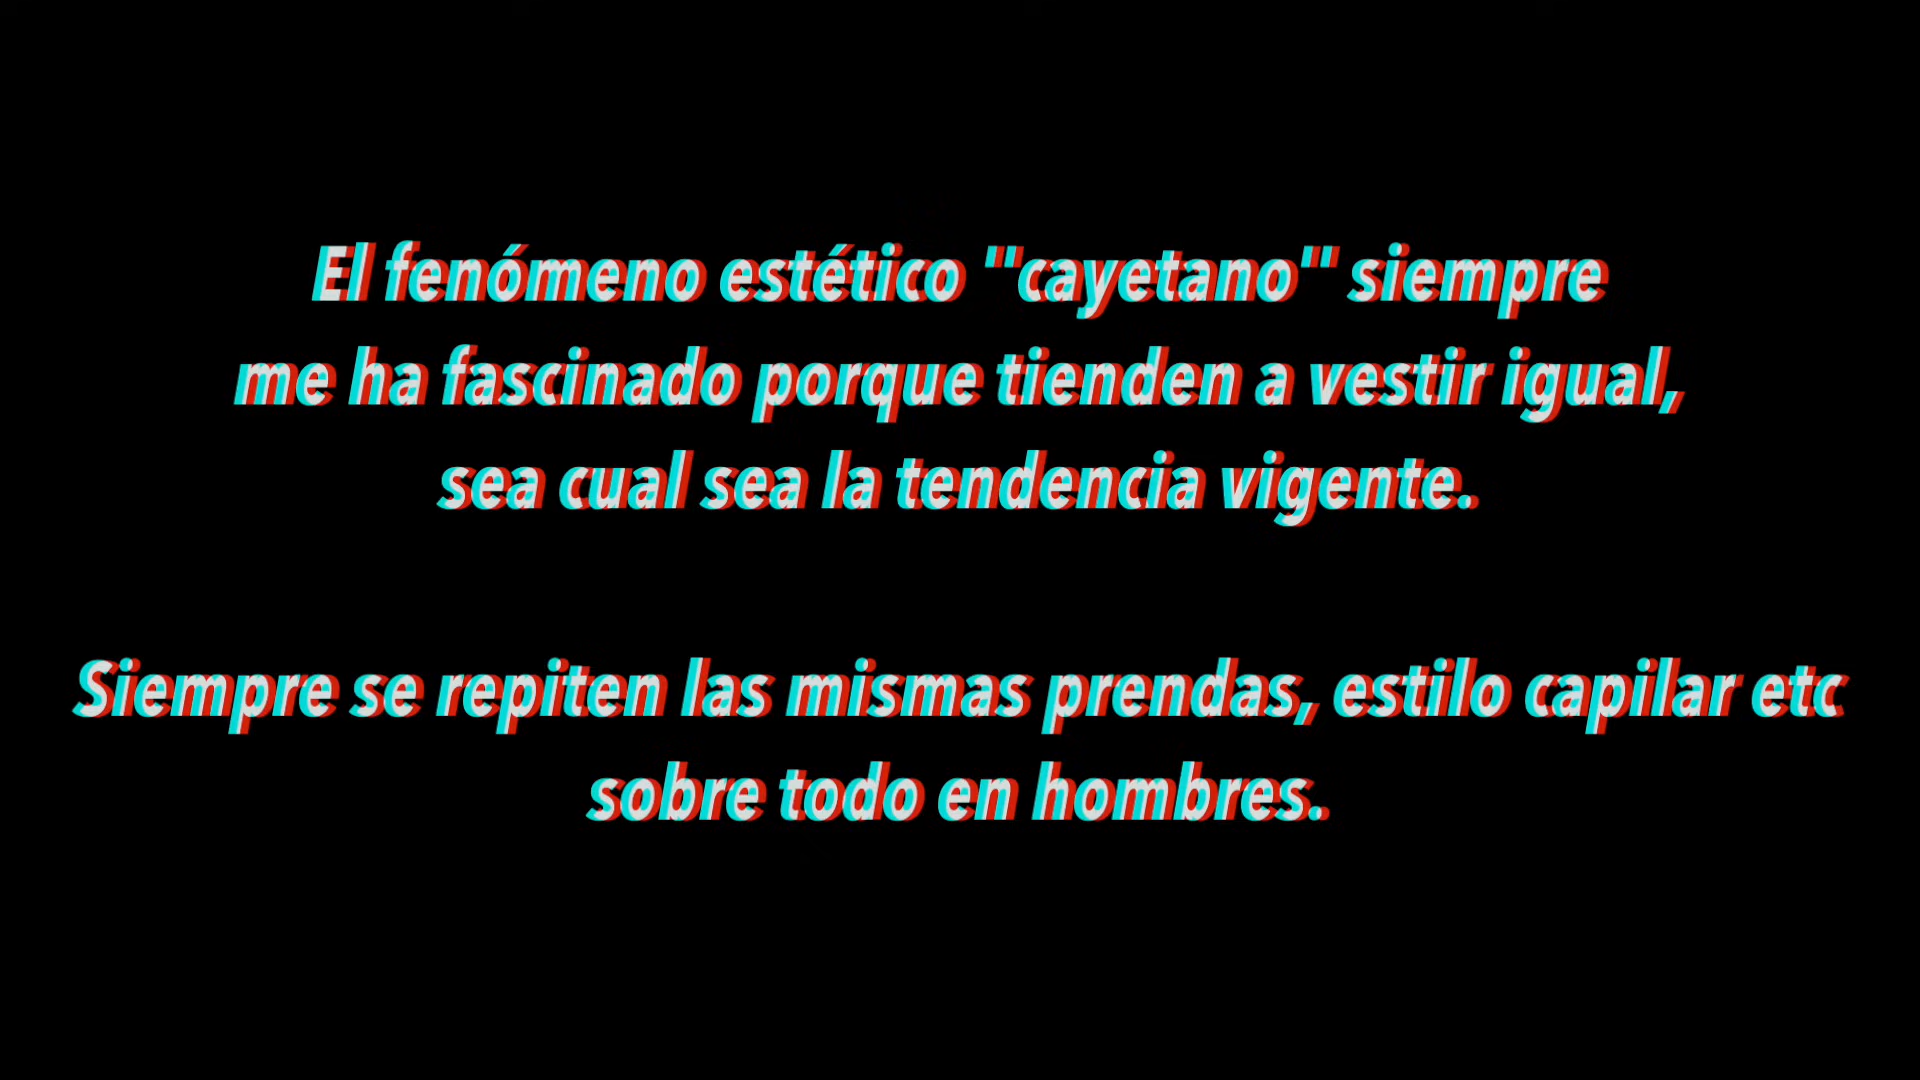 El fenómeno estético "cayetano" siempre
me ha fascinado porque tienden a vestir igual,
sea cual sea la tendencia vigente.
Siempre se repiten las mismas prendas, estilo capilar etc
sobre todo en hombres.